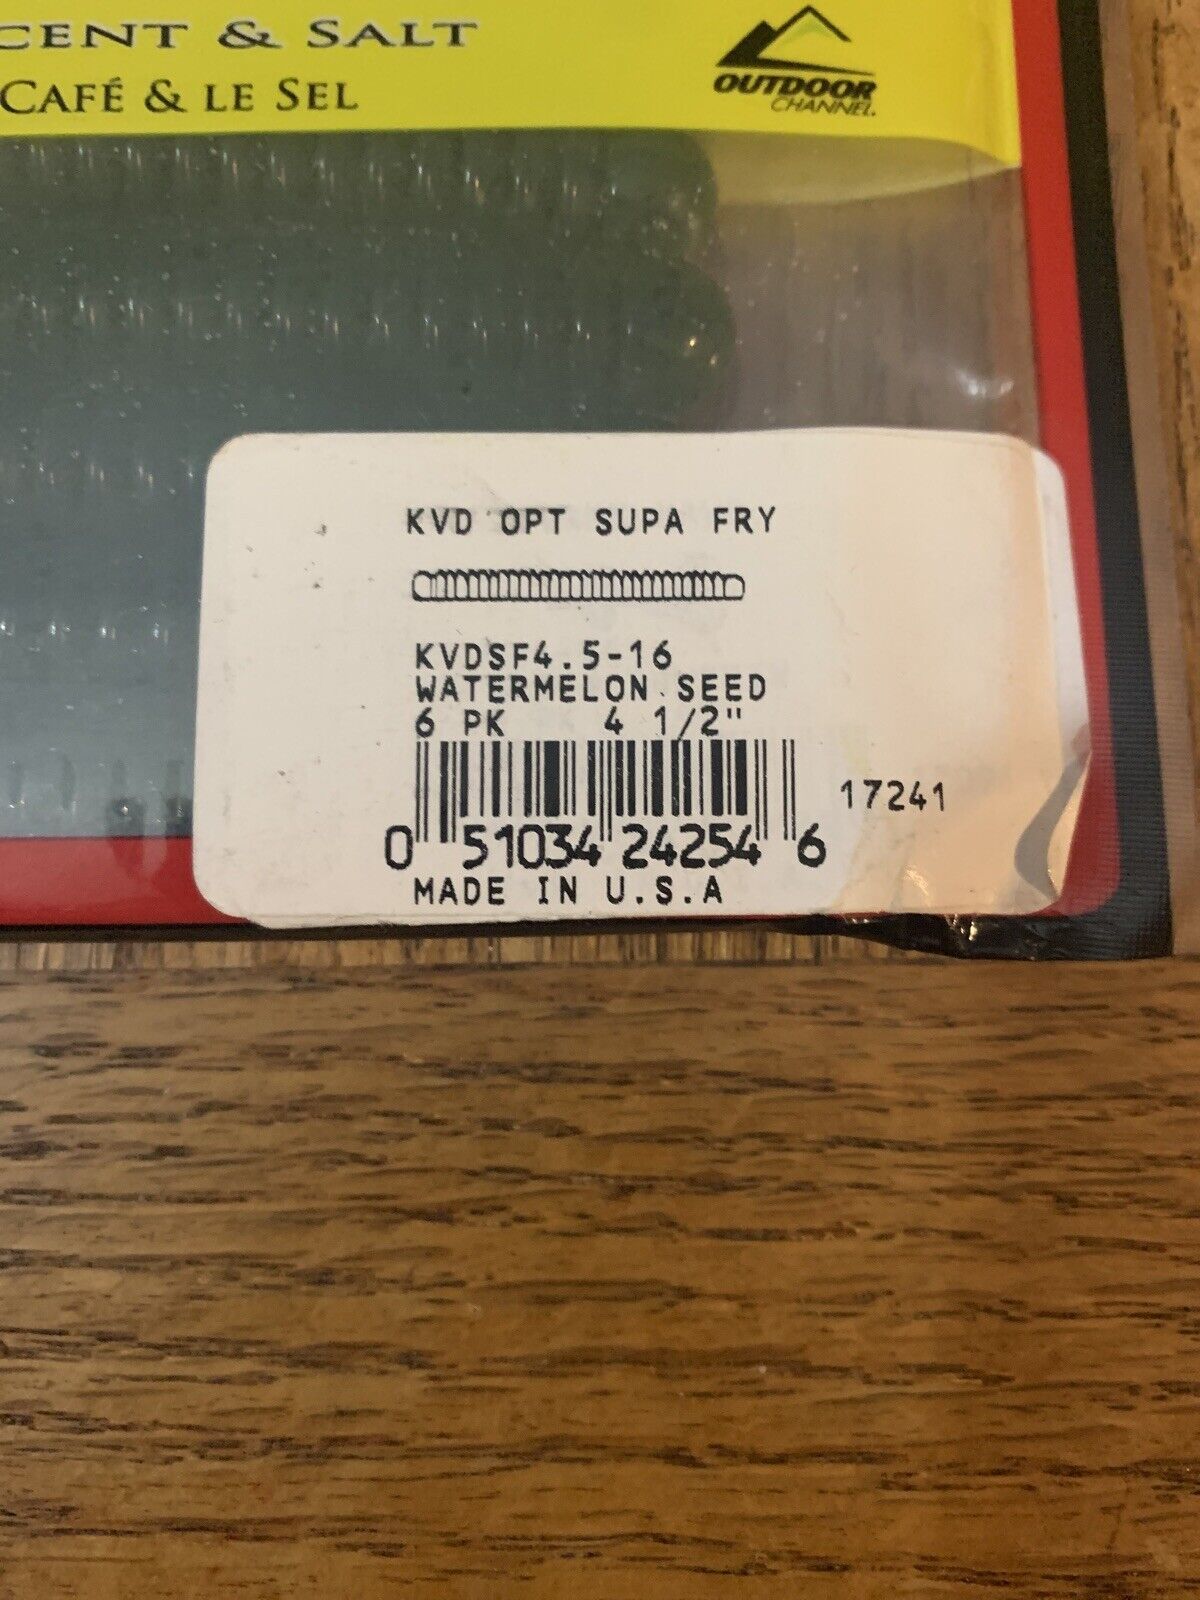 & SALT
CAFÉ & LE SEL
OUTDOOR
CHANNEL
KVD OPT SUPA FRY
KVDSF4.5-16
WATERMELON SEED
6 PK 4 1/2"
17241
0 51034 24254 6
MADE IN U.S.A